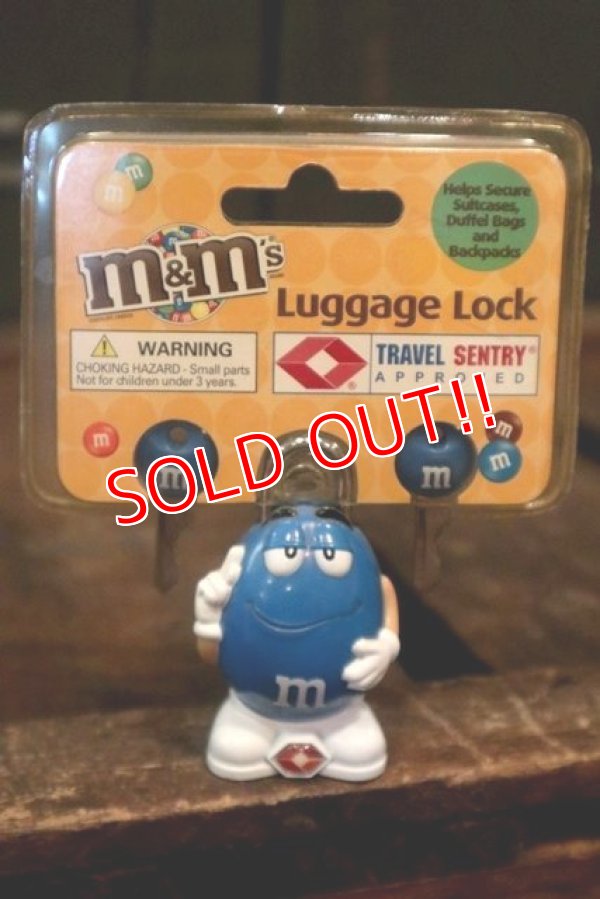 Helps Secure
Suitcases,
Duffel Bags
and
Backpacks
m
m
m&m's
Luggage Lock
WARNING
CHOKING HAZARD - Small parts
Not for children under 3 years.
TRAVEL SENTRY®
APPROVED
SOLD OUT!!
m
m
m
m
m
m